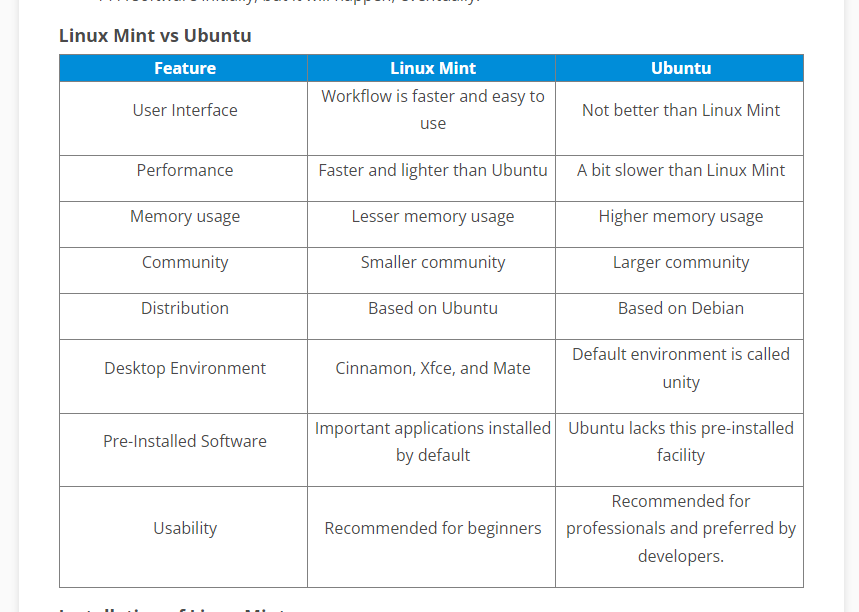 Linux Mint vs Ubuntu
Feature Linux Mint Ubuntu
User Interface
Workflow is faster and easy to
use
Not better than Linux Mint
Performance Faster and lighter than Ubuntu A bit slower than Linux Mint
Memory usage Lesser memory usage Higher memory usage
Community Smaller community Larger community
Distribution Based on Ubuntu Based on Debian
Desktop Environment Cinnamon, Xfce, and Mate
Default environment is called
unity
Pre-Installed Software
Important applications installed
by default
Ubuntu lacks this pre-installed
facility
Usability Recommended for beginners
Recommended for
professionals and preferred by
developers.